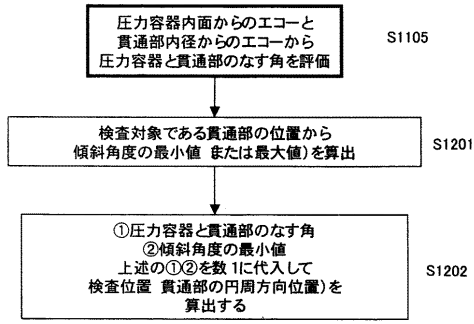 圧力容器内面からのエコーと
貫通部内径からのエコーから
圧力容器と貫通部のなす角を評価
S1105
検査対象である貫通部の位置から
傾斜角度の最小値 または最大値)を算出
S1201
①圧力容器と貫通部のなす角
②傾斜角度の最小値
上述の①②を数1に代入して
検査位置 貫通部の円周方向位置)を
算出する
S1202